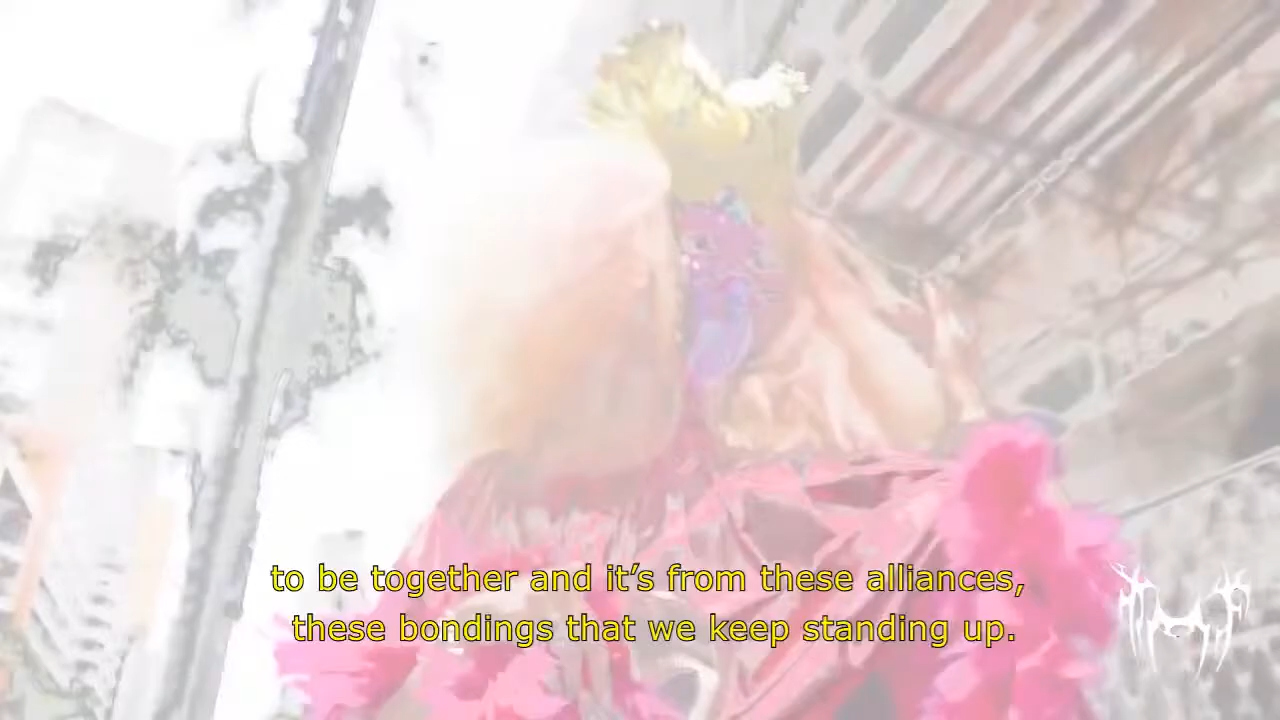 to be together and it’s from these alliances,
these bondings that we keep standing up.